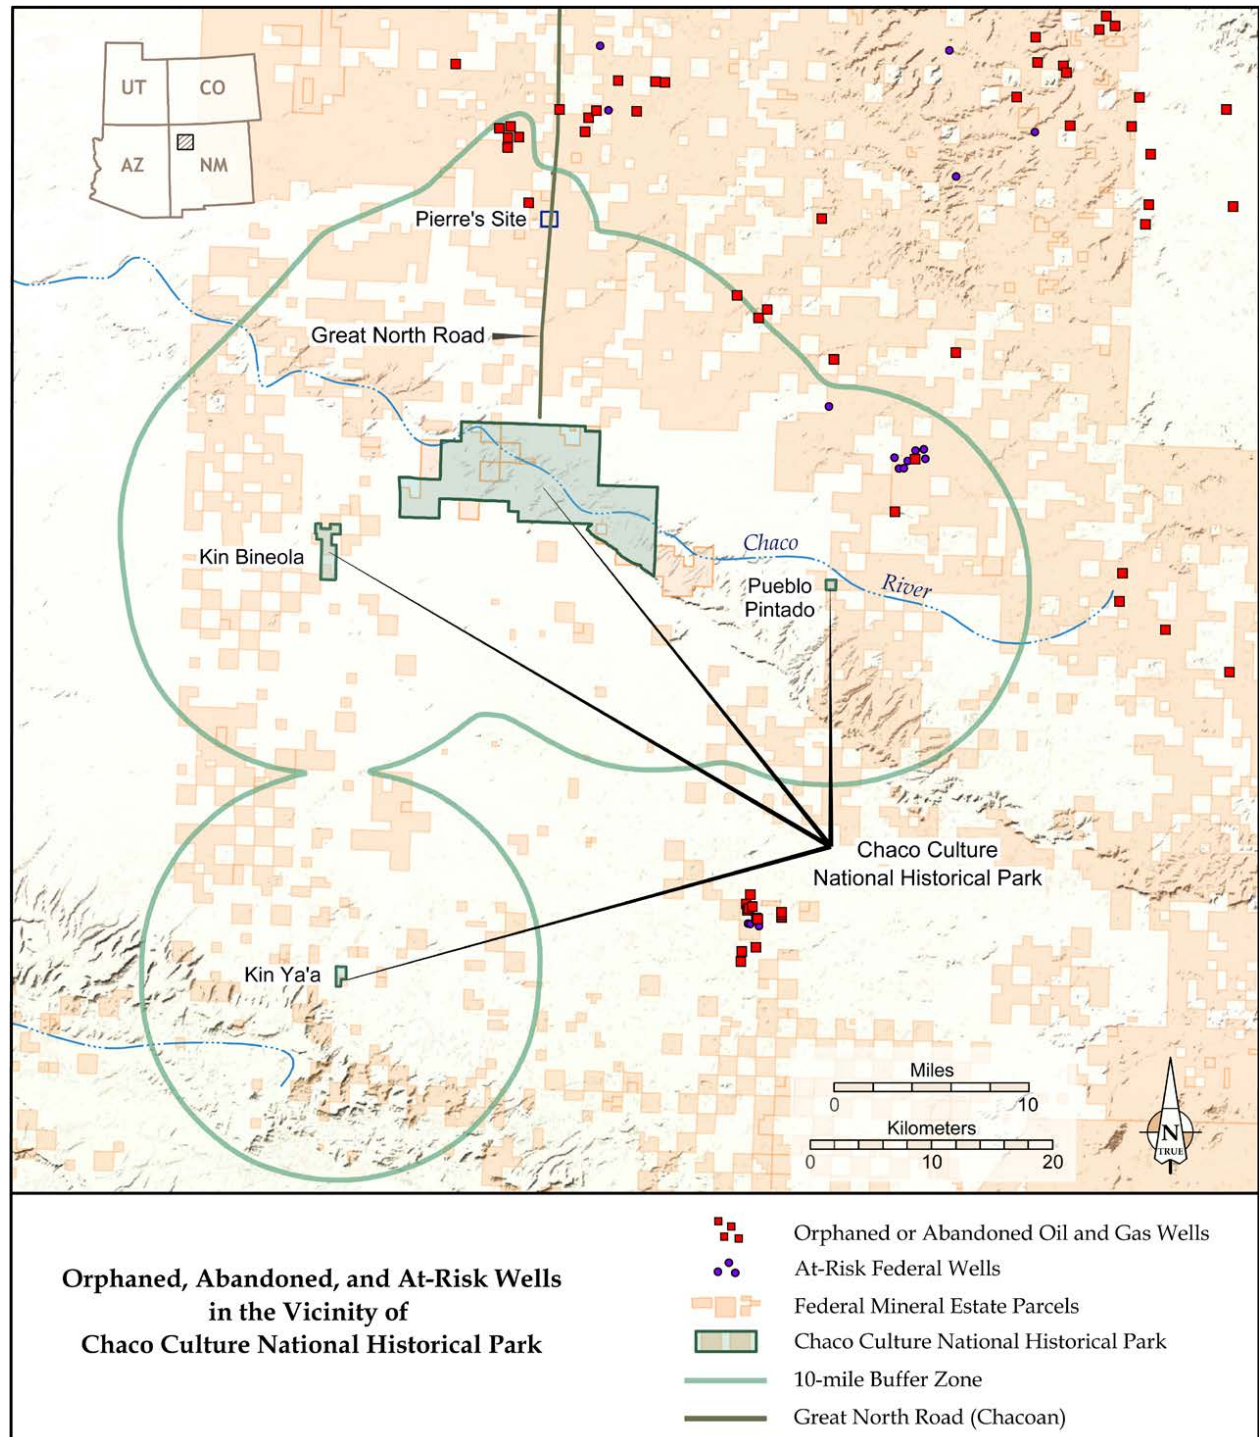 UT
CO
AZ
NM
Pierre's Site
Great North Road
Kin Bineola
Chaco
River
Pueblo
Pintado
Chaco Culture
National Historical Park
Kin Ya'a
Miles
0
10
Kilometers
0
10
20
N
TRUE
Orphaned, Abandoned, and At-Risk Wells
in the Vicinity of
Chaco Culture National Historical Park
Orphaned or Abandoned Oil and Gas Wells
At-Risk Federal Wells
Federal Mineral Estate Parcels
Chaco Culture National Historical Park
10-mile Buffer Zone
Great North Road (Chacoan)